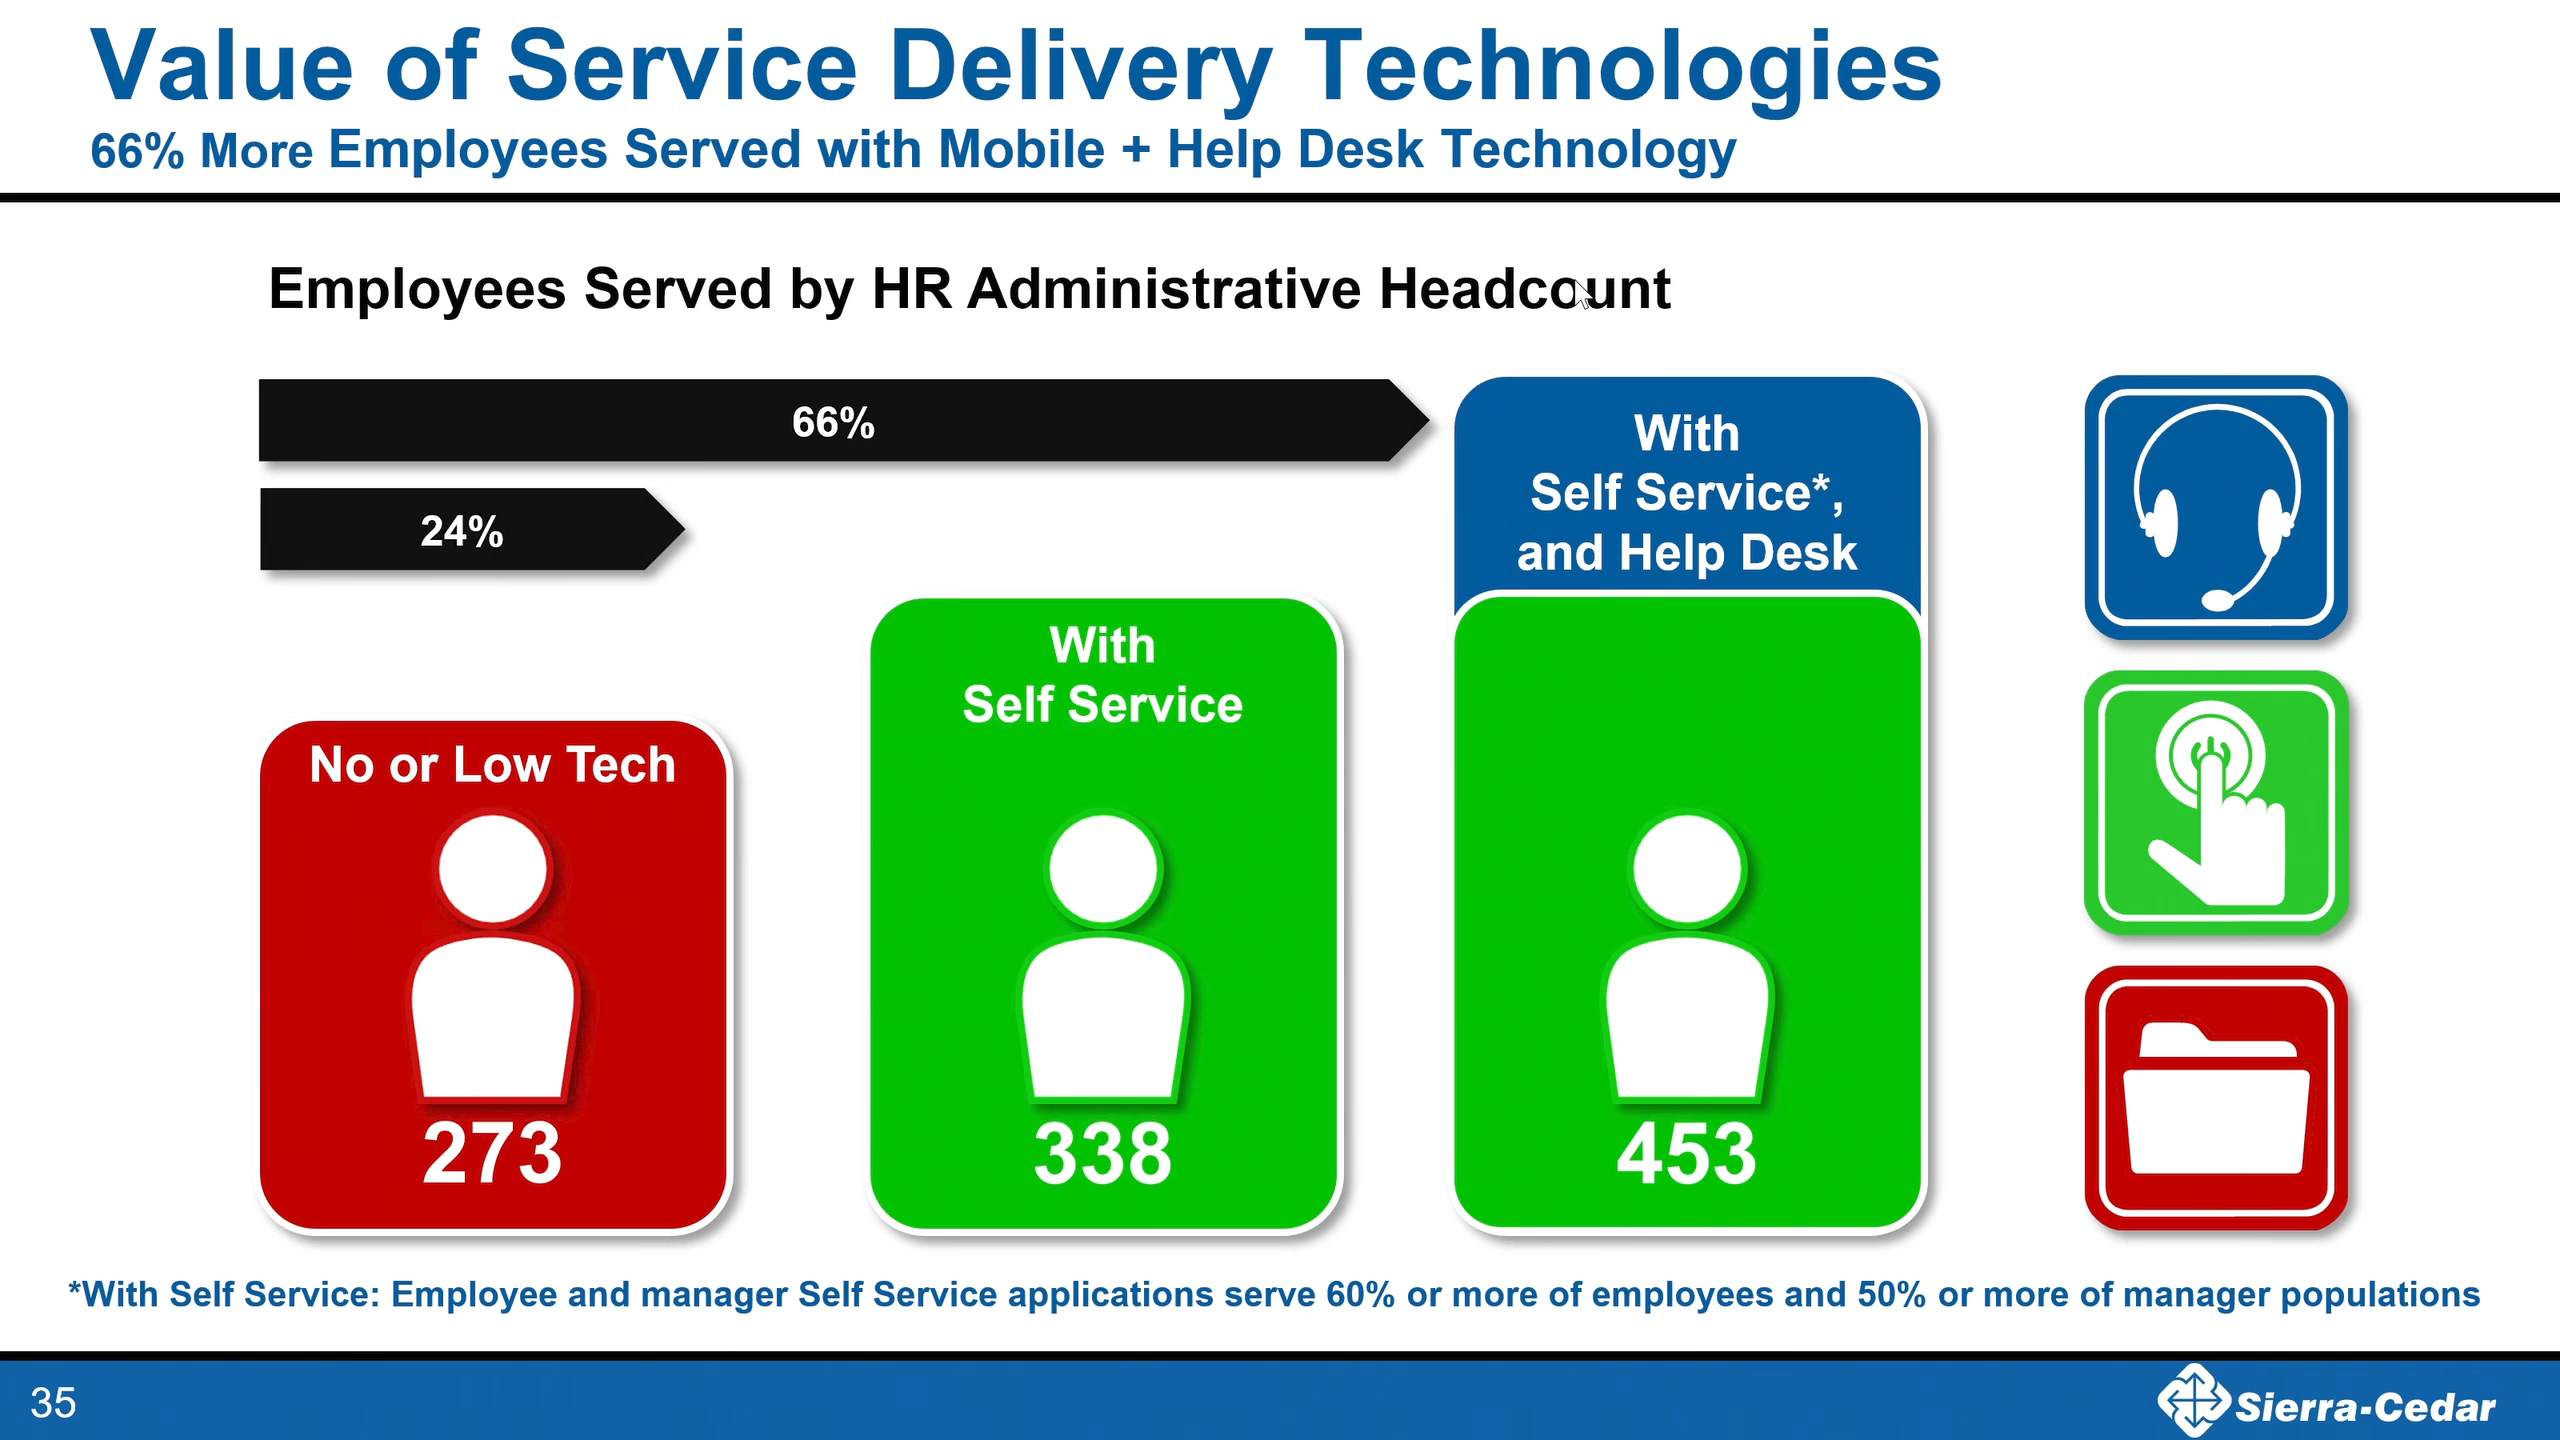 Value of Service Delivery Technologies
66% More Employees Served with Mobile + Help Desk Technology
Employees Served by HR Administrative Headcount
66%
24%
With
Self Service*,
and Help Desk
With
Self Service
No or Low Tech
273
338
453
*With Self Service: Employee and manager Self Service applications serve 60% or more of employees and 50% or more of manager populations
35
Sierra-Cedar